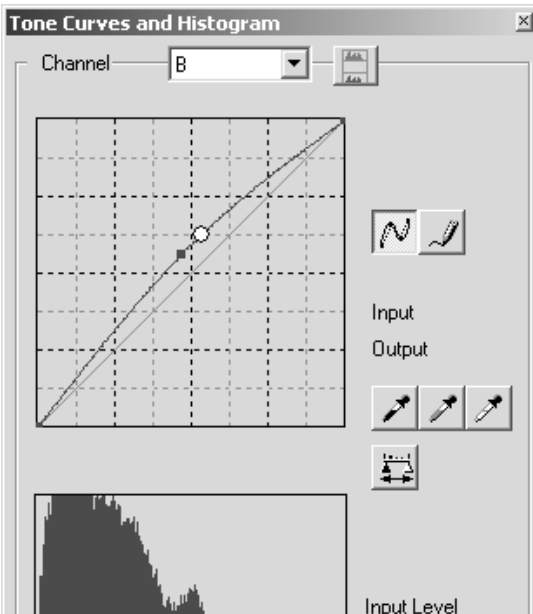 Tone Curves and Histogram
Channel
B
Input
Output
Input Level